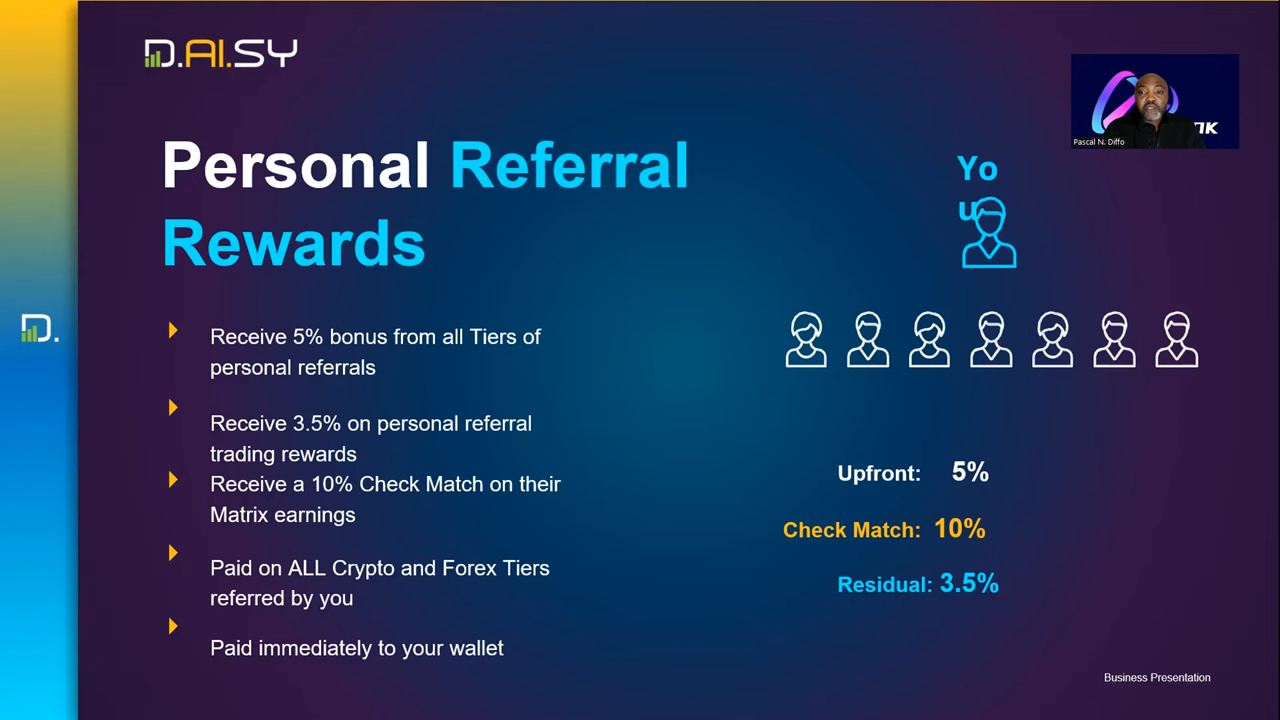 D.AI.SY
Personal Referral
Rewards
Receive 5% bonus from all Tiers of
personal referrals
Receive 3.5% on personal referral
trading rewards
Receive a 10% Check Match on their
Matrix earnings
Paid on ALL Crypto and Forex Tiers
referred by you
Paid immediately to your wallet
D.
Pascal N. Diffo
Yo
u
Upfront: 5%
Check Match: 10%
Residual: 3.5%
Business Presentation